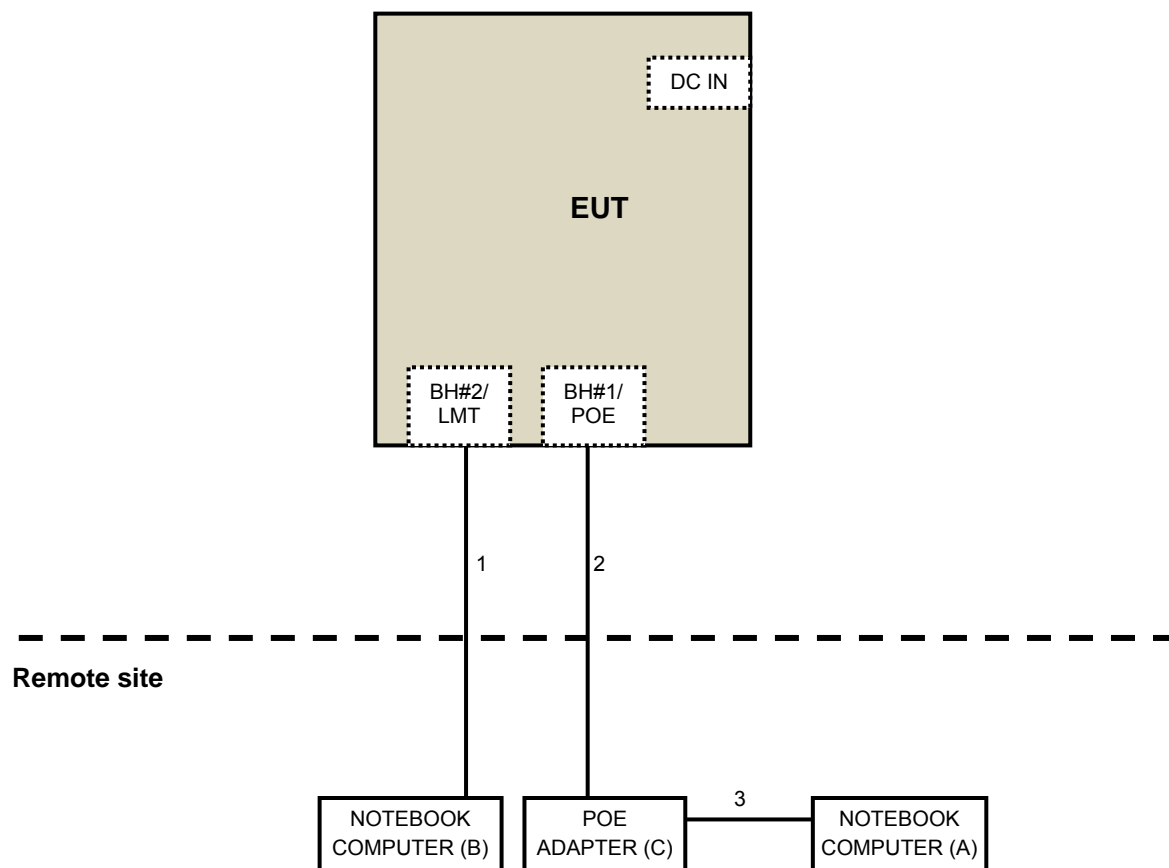 DC IN
EUT
BH#2/
LMT
BH#1/
POE
1
2
Remote site
NOTEBOOK
COMPUTER (B)
POE
ADAPTER (C)
3
NOTEBOOK
COMPUTER (A)